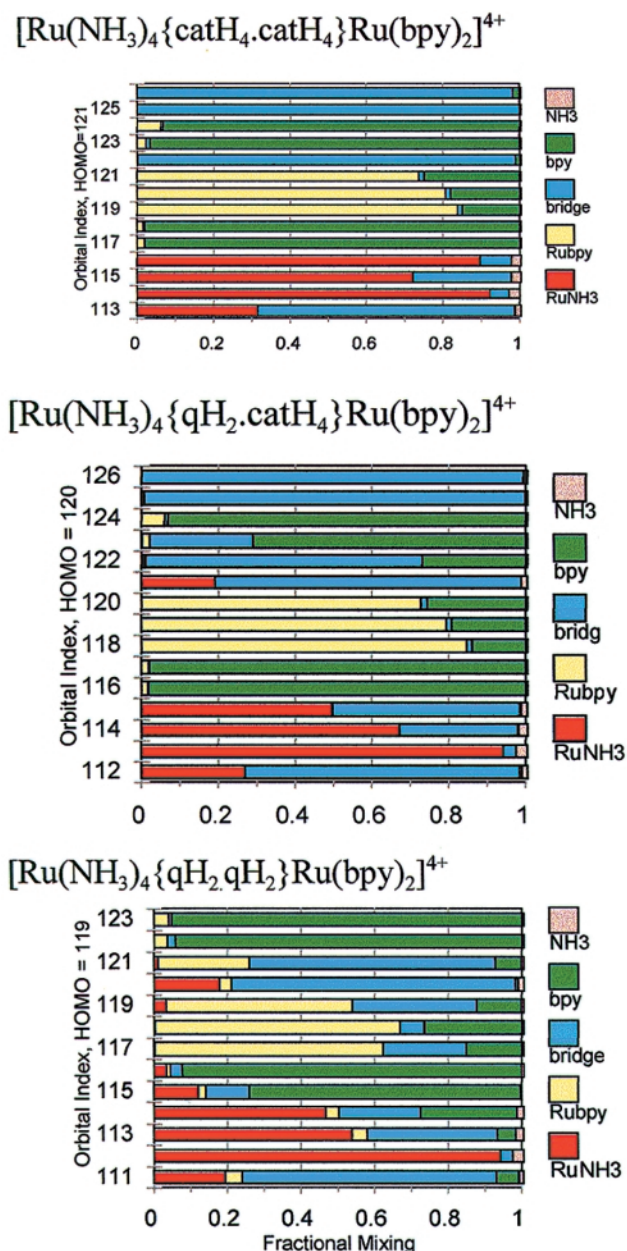 [Ru(NH₃)₄{catH₄.catH₄}Ru(bpy)₂]⁴⁺
Orbital Index, HOMO=121
125
123
121
119
117
115
113
0 0.2 0.4 0.6 0.8 1
NH3
bpy
bridge
Rubpy
RuNH3
[Ru(NH₃)₄{qH₂.catH₄}Ru(bpy)₂]⁴⁺
Orbital Index, HOMO = 120
126
124
122
120
118
116
114
112
0 0.2 0.4 0.6 0.8 1
NH3
bpy
bridg
Rubpy
RuNH3
[Ru(NH₃)₄{qH₂.qH₂}Ru(bpy)₂]⁴⁺
Orbital Index, HOMO = 119
123
121
119
117
115
113
111
0 0.2 0.4 0.6 0.8 1
Fractional Mixing
NH3
bpy
bridge
Rubpy
RuNH3